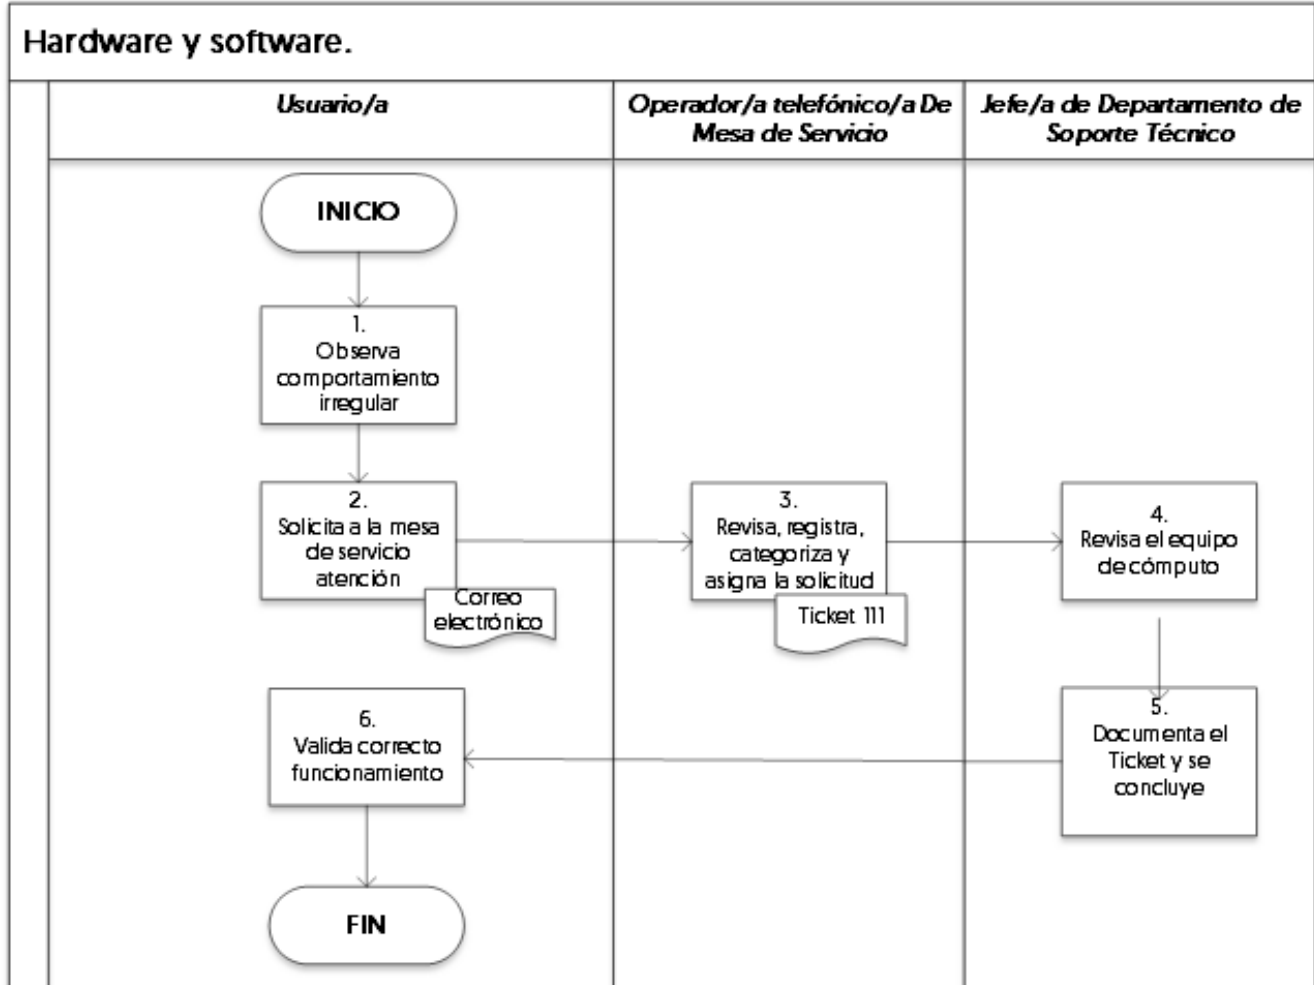 Hardware y software.
Usuario/a
Operador/a telefónico/a De
Mesa de Servicio
Jefe/a de Departamento de
Soporte Técnico
INICIO
1.
Observa
comportamiento
irregular
2.
Solicita a la mesa
de servicio
atención
Correo
electrónico
3.
Revisa, registra,
categoriza y
asigna la solicitud
Ticket 111
4.
Revisa el equipo
de cómputo
5.
Documenta el
Ticket y se
concluye
6.
Valida correcto
funcionamiento
FIN